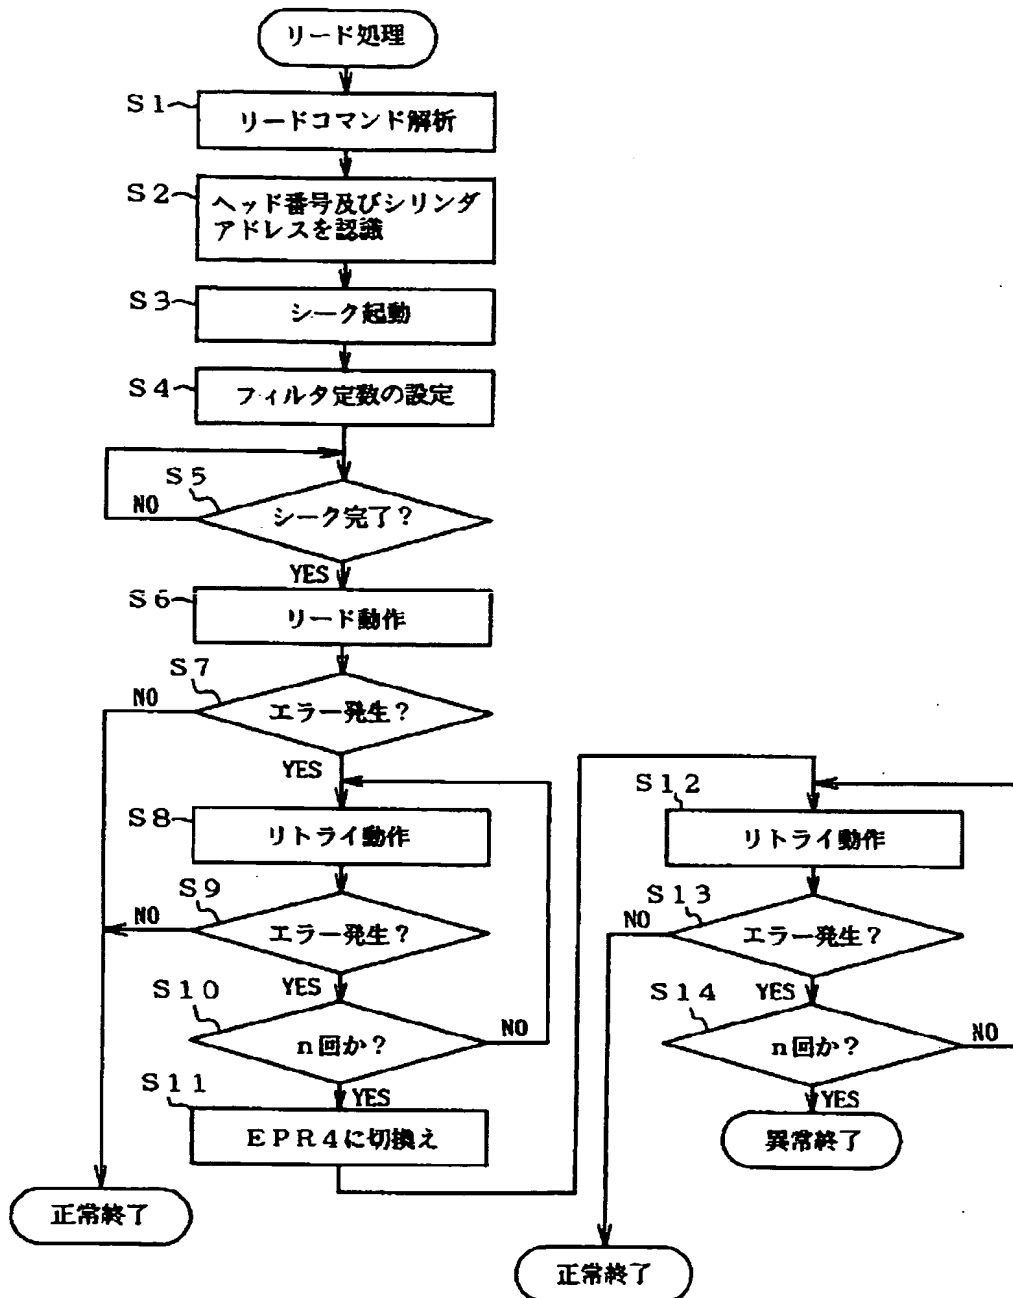 リード処理
S1
リードコマンド解析
S2
ヘッド番号及びシリンダ
アドレスを認識
S3
シーク起動
S4
フィルタ定数の設定
S5
NO
シーク完了?
YES
S6
リード動作
S7
NO
エラー発生?
YES
S8
リトライ動作
S9
NO
エラー発生?
YES
S10
n回か?
NO
YES
S11
EPR4に切換え
正常終了
S12
リトライ動作
S13
NO
エラー発生?
YES
S14
n回か?
NO
YES
異常終了
正常終了